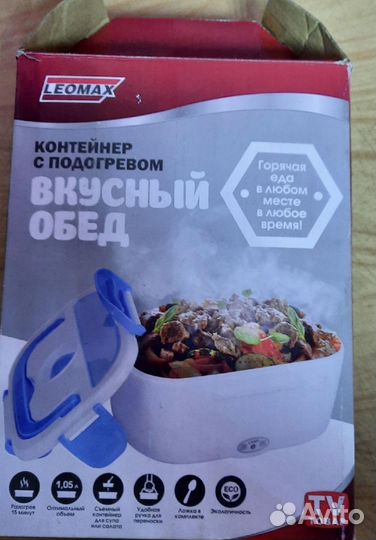 LEOMAX
КОНТЕЙНЕР
С ПОДОГРЕВОМ
ВКУСНЫЙ
ОБЕД
Горячая
еда
в любом
месте
в любое
время!
Разогрев
15 минут
1,05 л
Оптимальный
объем
Съемный
контейнер
для супа
или салата
Удобная
ручка для
переноски
Ложка в
комплекте
ECO
Экологичность
TV
Avito